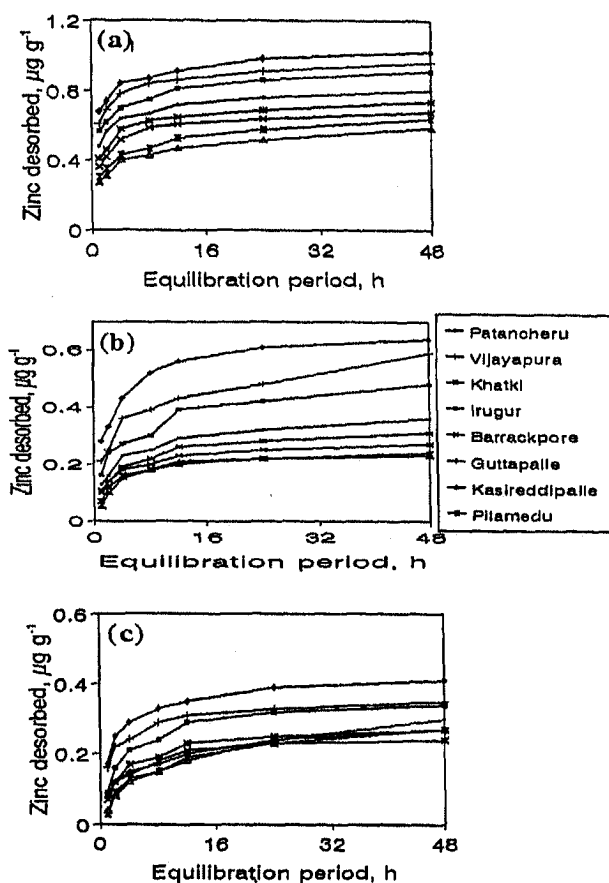 (a)
Zinc desorbed, µg g⁻¹
1.2
0.8
0.4
0
0 16 32 48
Equilibration period, h
(b)
Zinc desorbed, µg g⁻¹
0.6
0.4
0.2
0
0 16 32 48
Equilibration period, h
Patancheru
Vijayapura
Khatki
Irugur
Barrackpore
Guttapalle
Kasireddipalle
Pilamedu
(c)
Zinc desorbed, µg g⁻¹
0.6
0.4
0.2
0
0 16 32 48
Equilibration period, h